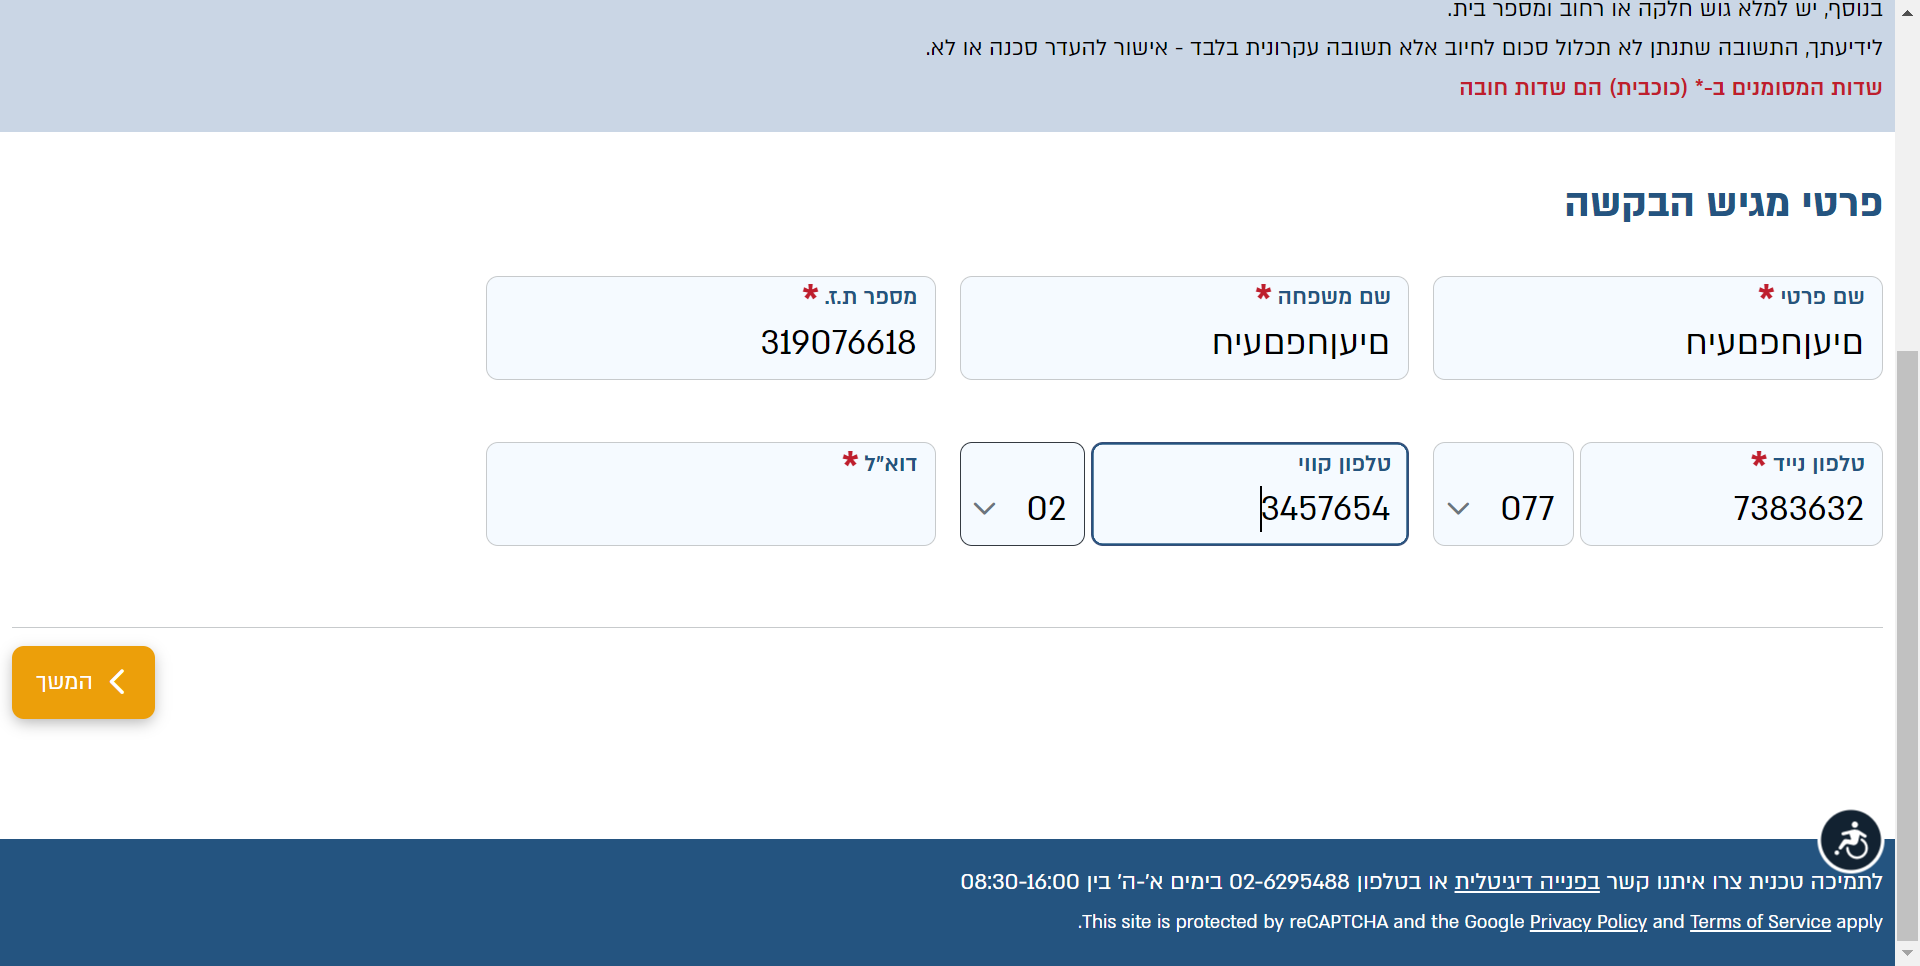 בנוסף, יש למלא גוש חלקה או רחוב ומספר בית.
לידיעתך, התשובה שתנתן לא תכלול סכום לחיוב אלא תשובה עקרונית בלבד - אישור להעדר סכנה או לא.
שדות המסומנים ב-* (כוכבית) הם שדות חובה
פרטי מגיש הבקשה
שם פרטי *
םיעןחפםעיח
שם משפחה *
םיעןחפםעיח
מספר ת.ז. *
319076618
טלפון נייד *
7383632
077
טלפון קווי
3457654
02
דוא"ל *
המשך
לתמיכה טכנית צרו איתנו קשר בפנייה דיגיטלית או בטלפון 02-6295488 בימים א'-ה' בין 08:30-16:00
This site is protected by reCAPTCHA and the Google Privacy Policy and Terms of Service apply.